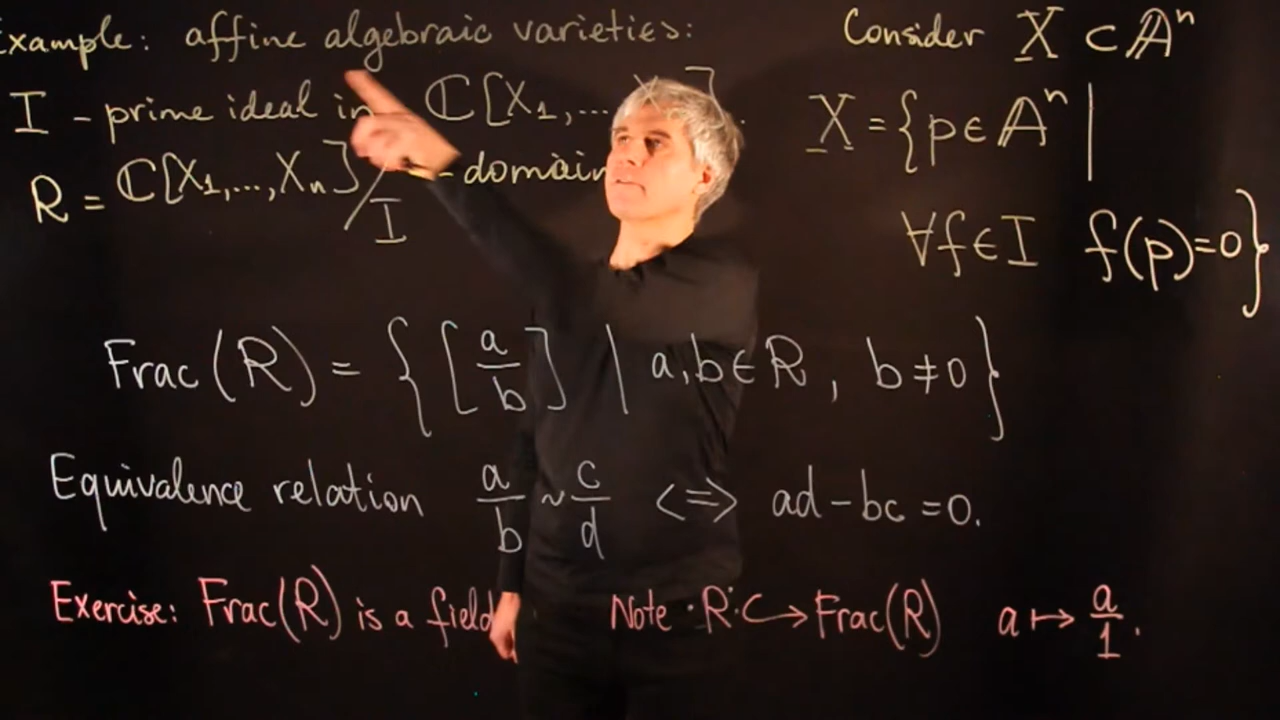 Example: affine algebraic varieties:
I - prime ideal in ℂ[X₁,... X ].
R = ℂ[X₁,...,Xₙ]/I - domain
Consider X ⊂ 𝔸ⁿ
X = {p ∈ 𝔸ⁿ |
∀f ∈ I f(p)=0}
Frac(R) = {[a/b] | a,b ∈ R, b ≠ 0}
Equivalence relation a/b ~ c/d <=> ad - bc = 0.
Exercise: Frac(R) is a field
Note R ↪ Frac(R) a ↦ a/1.